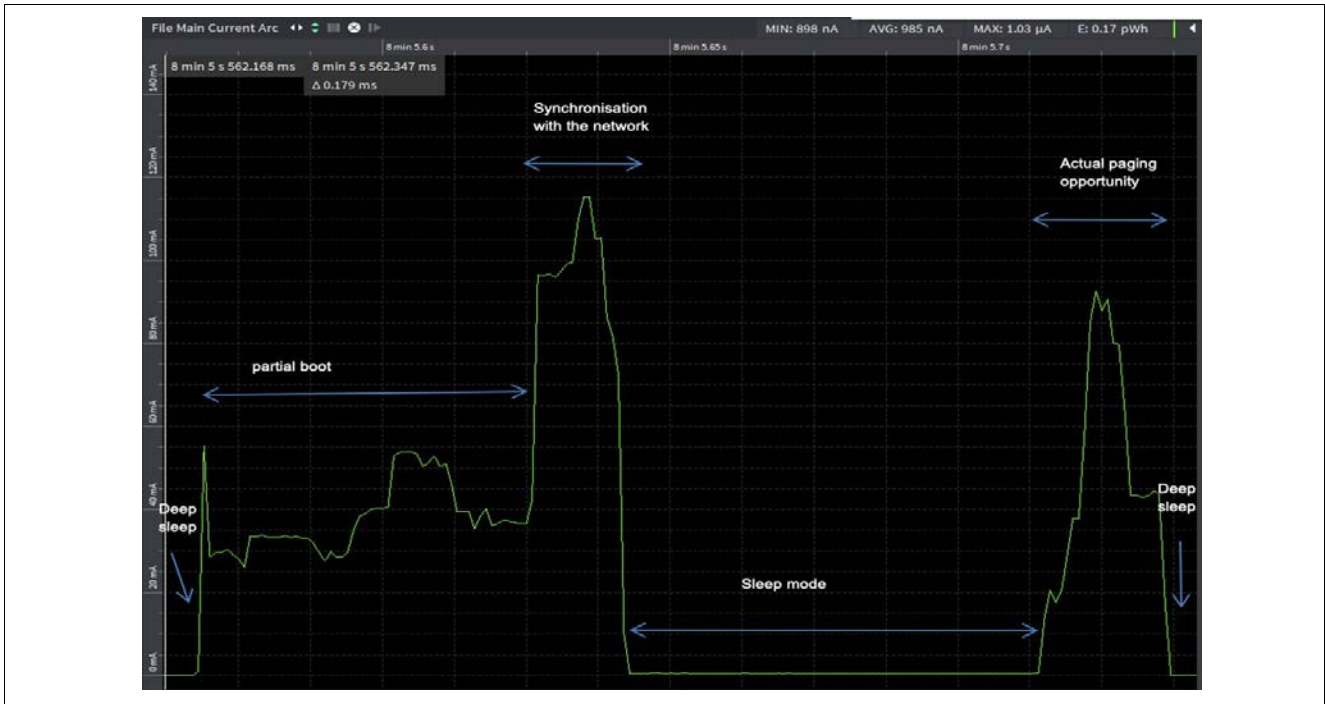 File Main Current Arc
MIN: 898 nA AVG: 985 nA MAX: 1.03 μA E: 0.17 pWh
8 min 5.6 s 8 min 5.65 s 8 min 5.7 s
8 min 5 s 562.168 ms 8 min 5 s 562.347 ms
Δ 0.179 ms
140 mA
120 mA
100 mA
80 mA
60 mA
40 mA
20 mA
0 mA
Synchronisation
with the network
Actual paging
opportunity
partial boot
Deep
sleep
Sleep mode
Deep
sleep